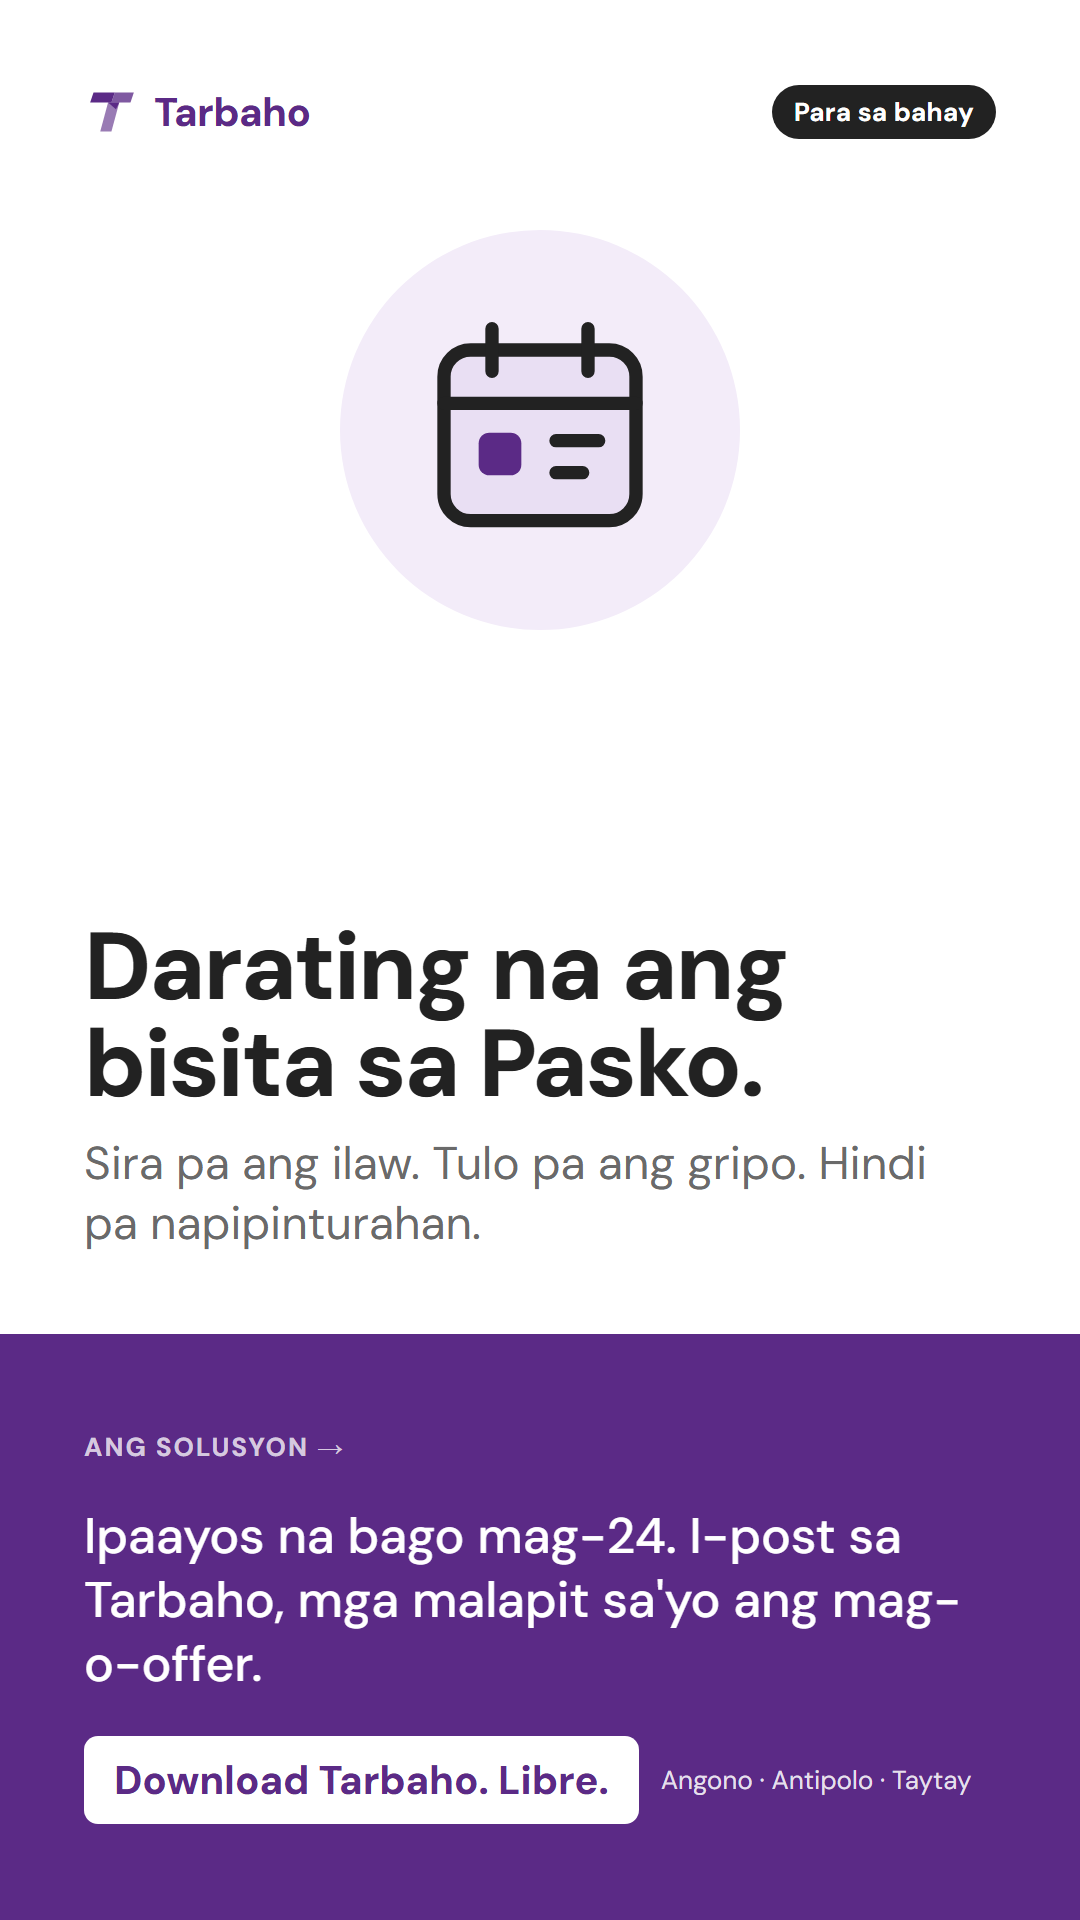 Tarbaho
Para sa bahay
Darating na ang
bisita sa Pasko.
Sira pa ang ilaw. Tulo pa ang gripo. Hindi
pa napipinturahan.
ANG SOLUSYON →
Ipaayos na bago mag-24. I-post sa
Tarbaho, mga malapit sa'yo ang mag-
o-offer.
Download Tarbaho. Libre.
Angono · Antipolo · Taytay